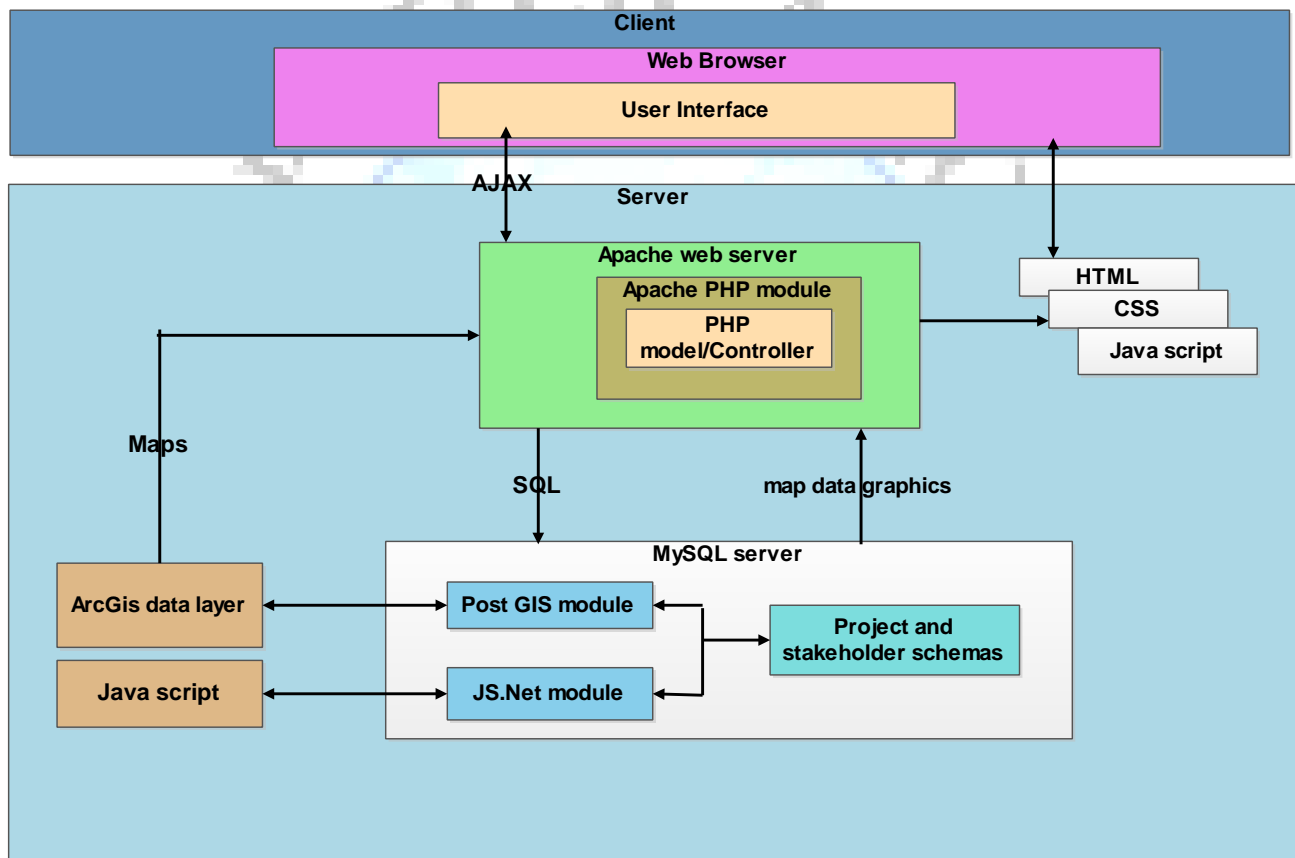 Client
Web Browser
User Interface
AJAX
Server
Apache web server
Apache PHP module
PHP
model/Controller
HTML
CSS
Java script
Maps
SQL
map data graphics
MySQL server
ArcGis data layer
Post GIS module
Project and
stakeholder schemas
Java script
JS.Net module